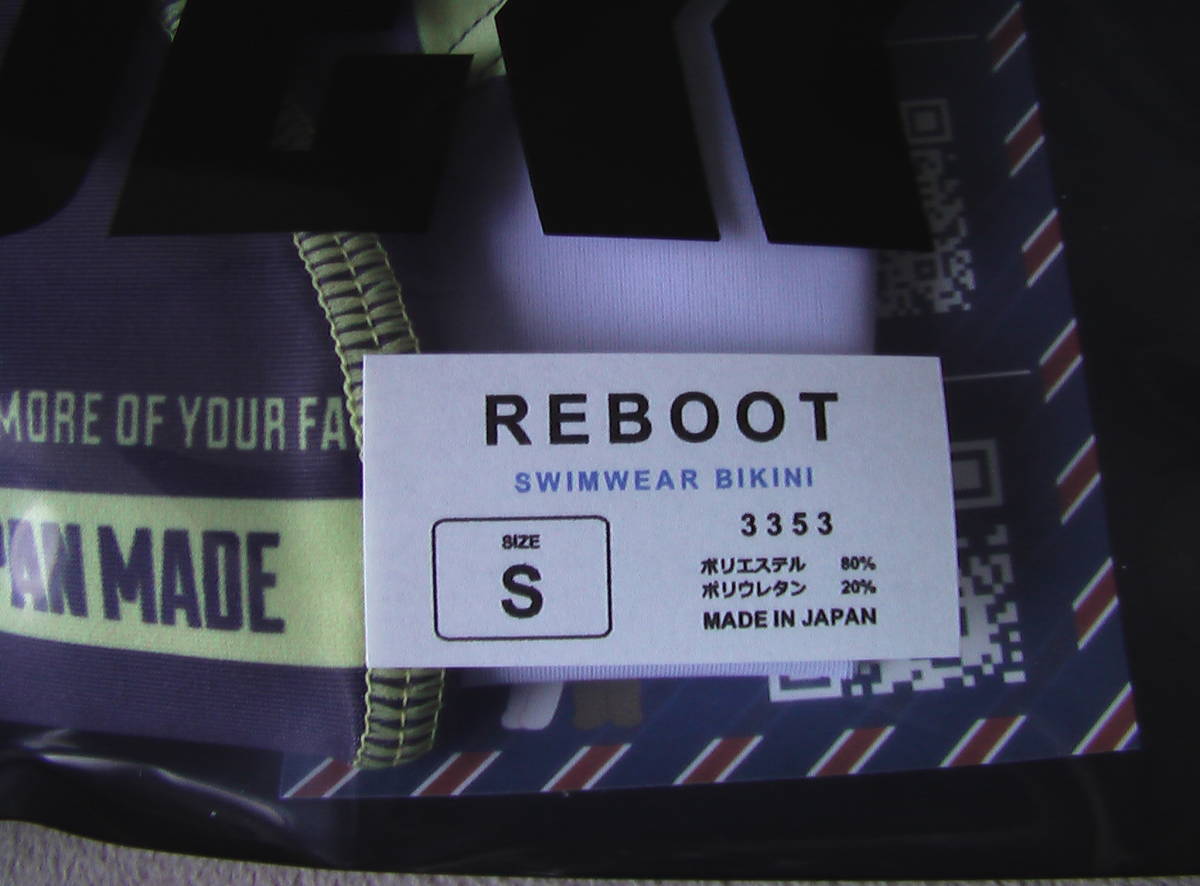 MORE OF YOUR FA
PAN MADE
REBOOT
SWIMWEAR BIKINI
SIZE
S
3353
ポリエステル 80%
ポリウレタン 20%
MADE IN JAPAN